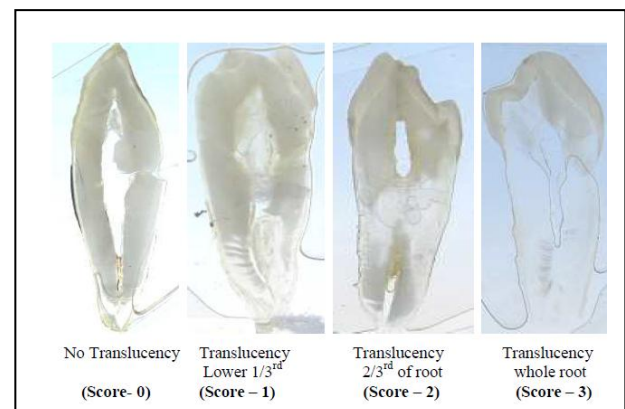 No Translucency Translucency Translucency Translucency
Lower 1/3rd 2/3rd of root whole root
(Score- 0) (Score – 1) (Score – 2) (Score – 3)